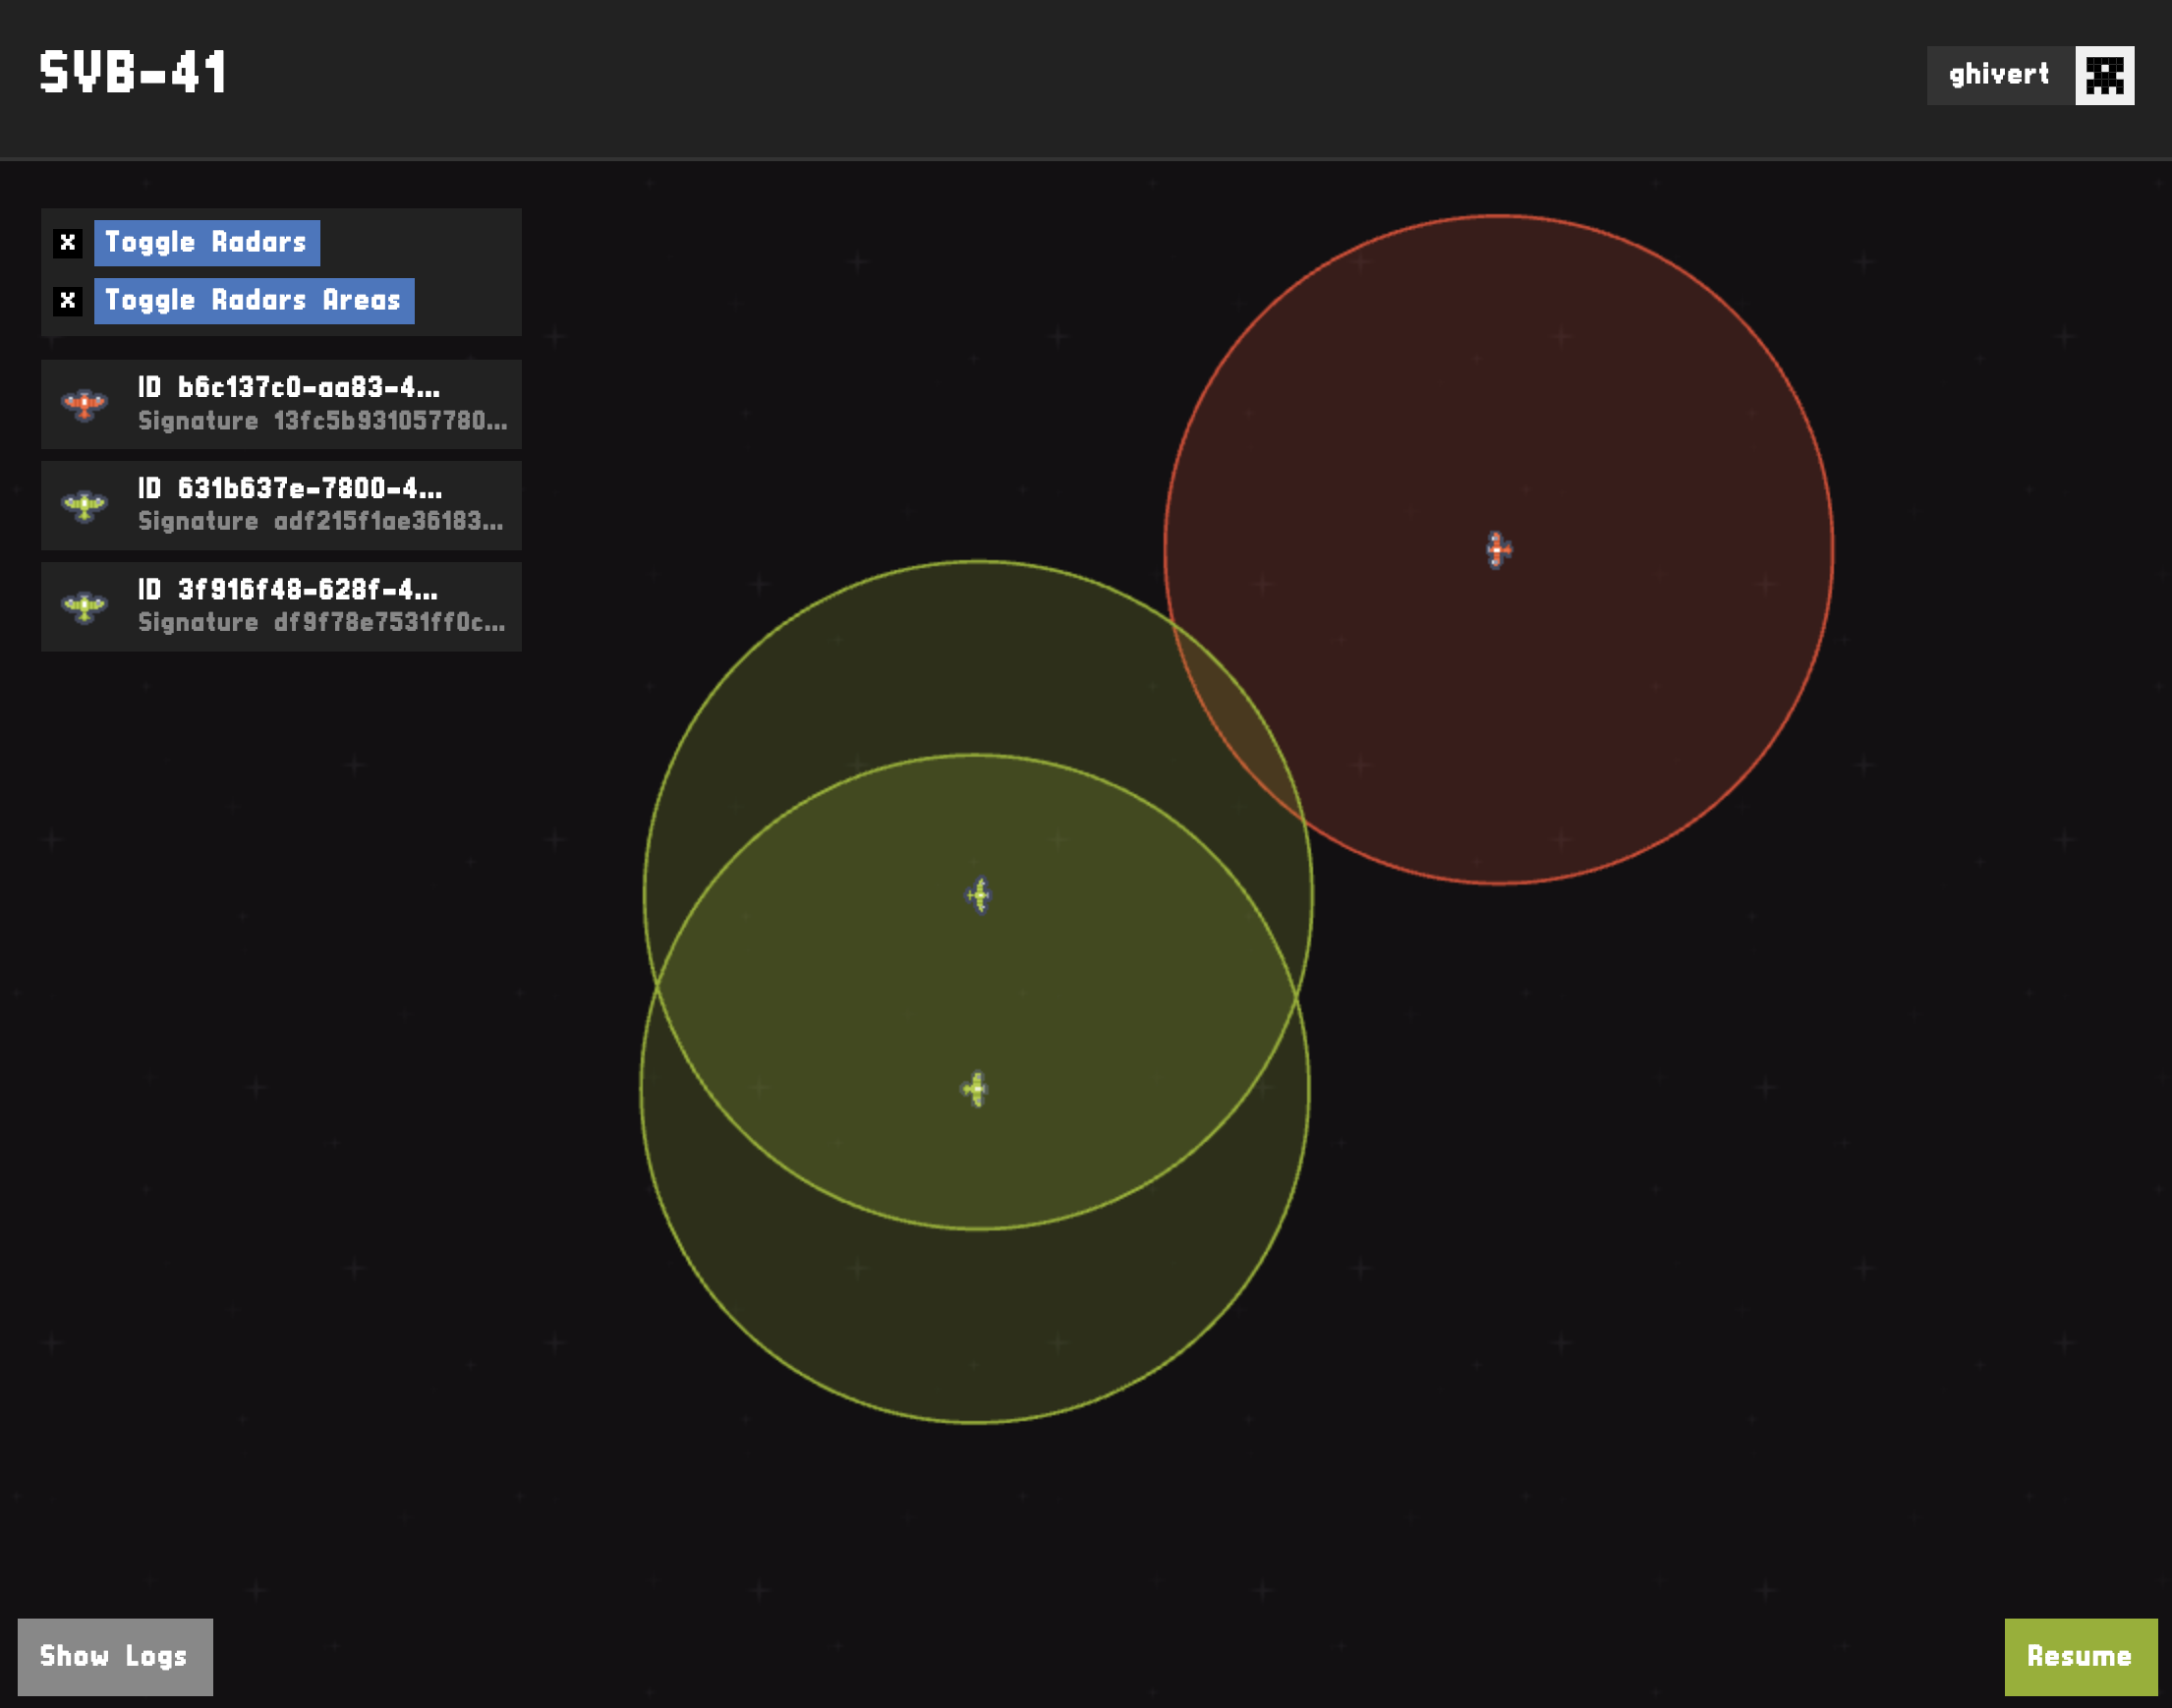 SVB-41
ghivert
x Toggle Radars
x Toggle Radars Areas
ID b6c137c0-aa83-4...
Signature 13fc5b931057780...
ID 631b637e-7800-4...
Signature adf215f1ae36183...
ID 3f916f48-628f-4...
Signature df9f78e7531ff0c...
Show Logs
Resume